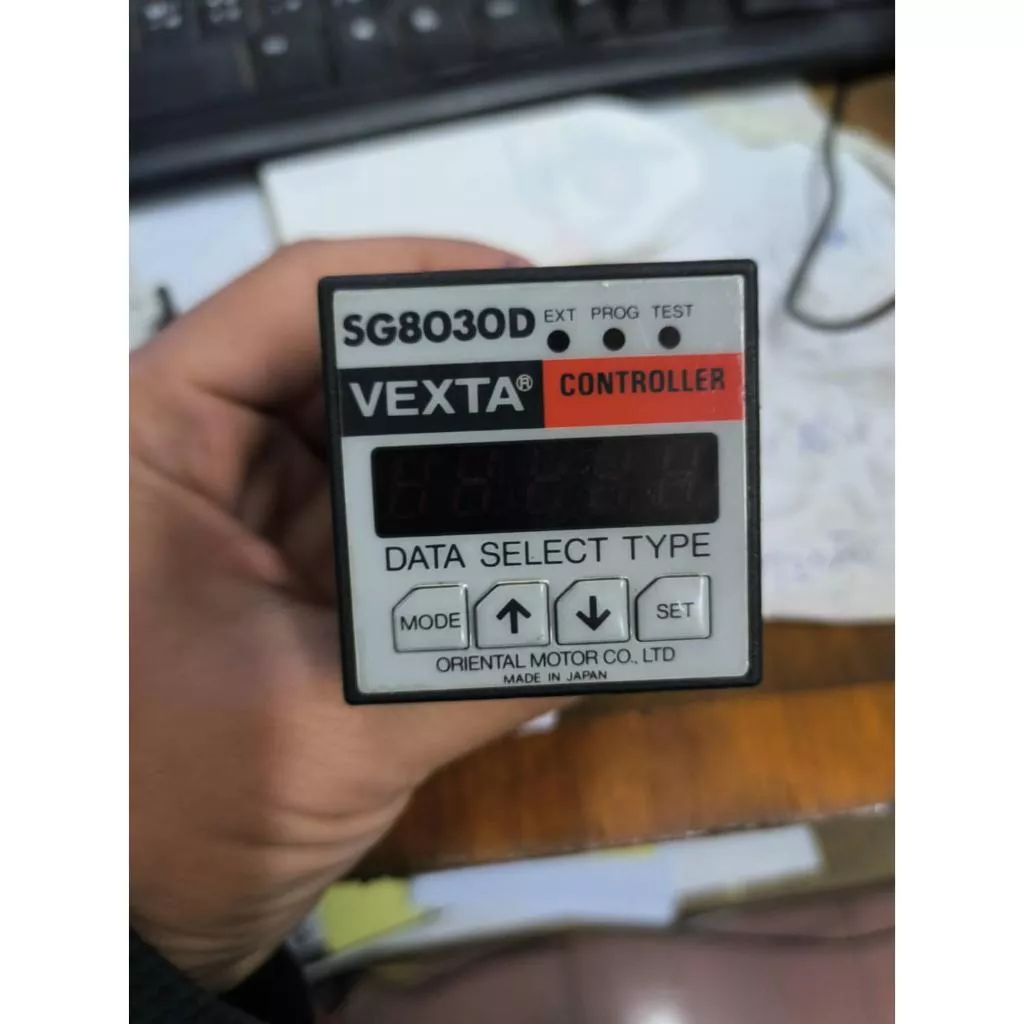 SG8030D EXT PROG TEST
VEXTA® CONTROLLER
DATA SELECT TYPE
MODE ↑ ↓ SET
ORIENTAL MOTOR CO., LTD
MADE IN JAPAN